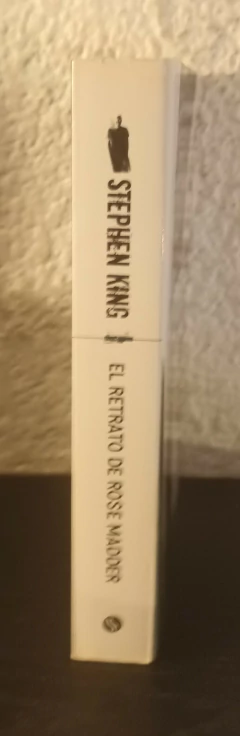 STEPHEN KING
EL RETRATO DE ROSE MADDER